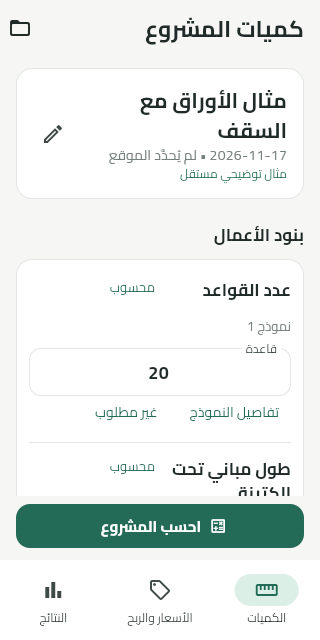 كميات المشروع
مثال الأوراق مع
السقف
2026-11-17 • لم يُحدَّد الموقع
مثال توضيحي مستقل
بنود الأعمال
عدد القواعد
محسوب
نموذج 1
قاعدة
20
تفاصيل النموذج
غير مطلوب
طول مباني تحت
محسوب
الكتينة
احسب المشروع
الكميات
الأسعار والربح
النتائج